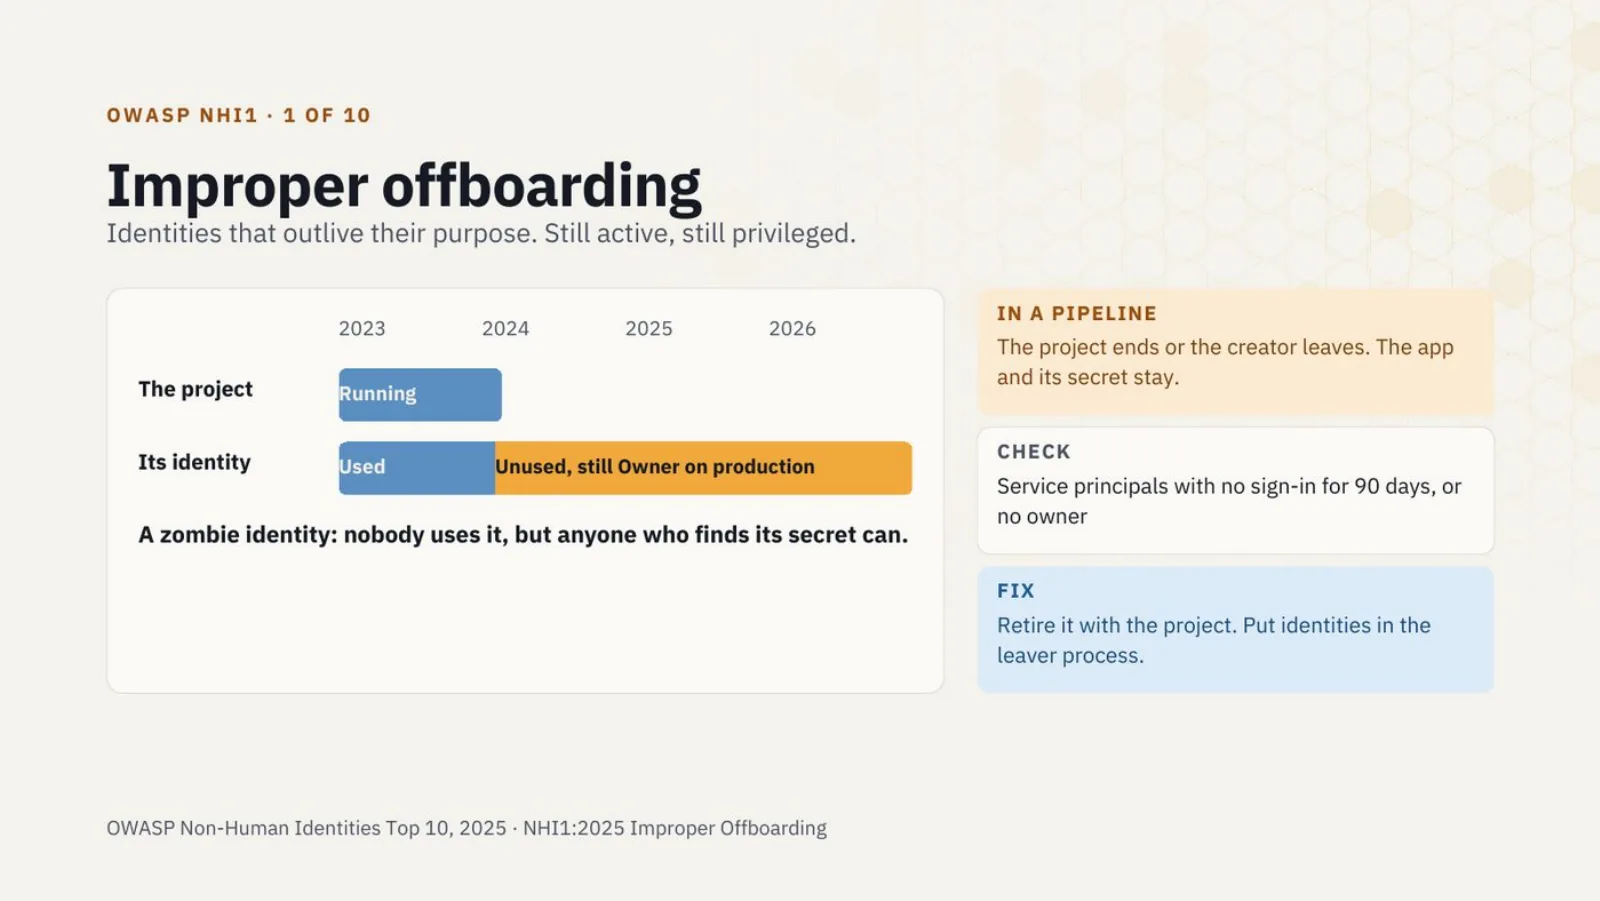 OWASP NHI1 · 1 OF 10
Improper offboarding
Identities that outlive their purpose. Still active, still privileged.
2023 2024 2025 2026
The project Running
Its identity Used Unused, still Owner on production
A zombie identity: nobody uses it, but anyone who finds its secret can.
IN A PIPELINE
The project ends or the creator leaves. The app
and its secret stay.
CHECK
Service principals with no sign-in for 90 days, or
no owner
FIX
Retire it with the project. Put identities in the
leaver process.
OWASP Non-Human Identities Top 10, 2025 · NHI1:2025 Improper Offboarding